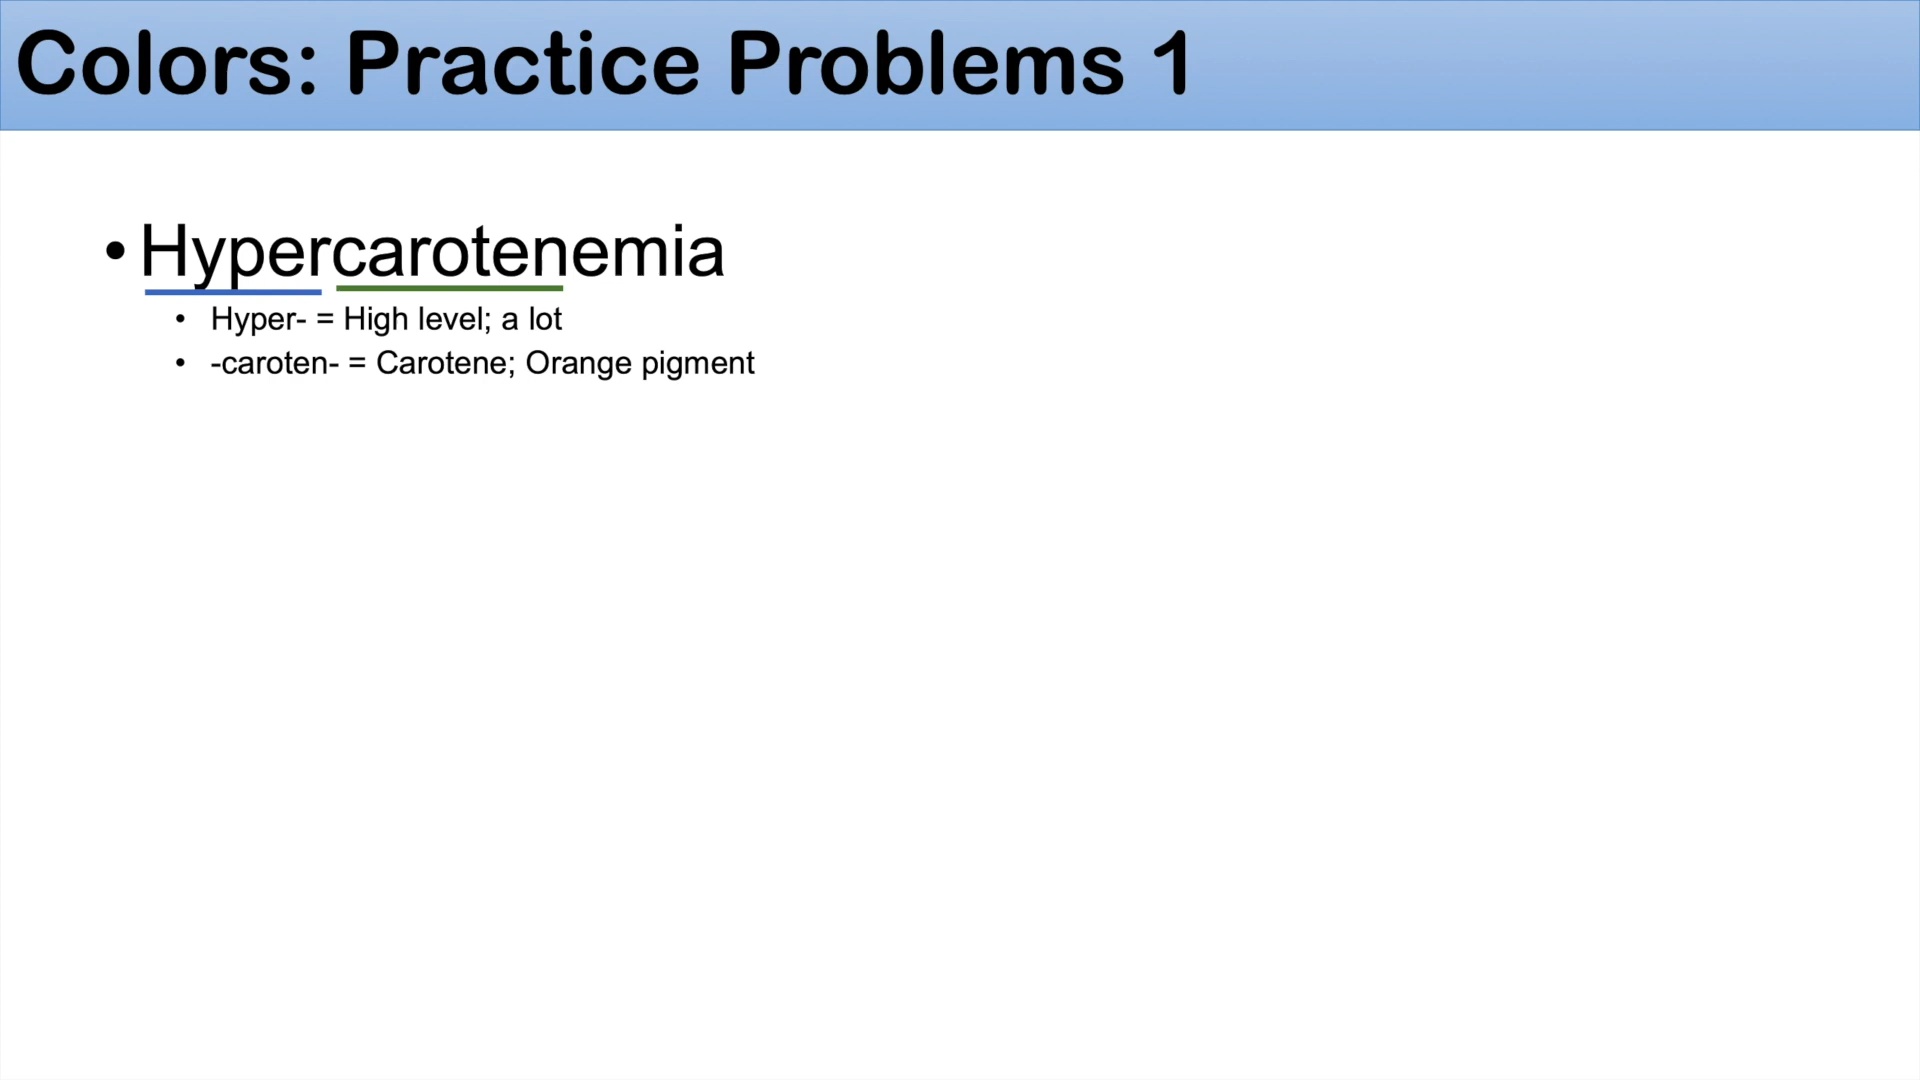 Colors: Practice Problems 1
• Hypercarotenemia
• Hyper- = High level; a lot
• -caroten- = Carotene; Orange pigment